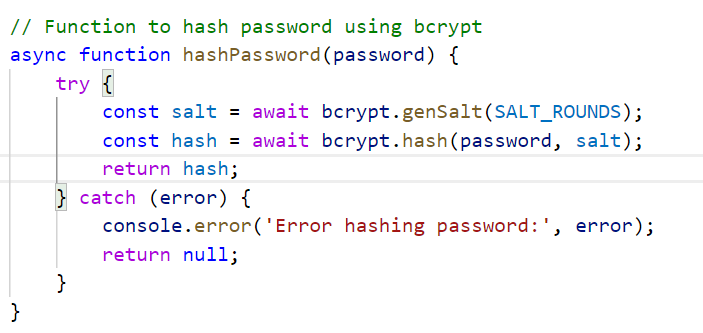 // Function to hash password using bcrypt
async function hashPassword(password) {
    try {
        const salt = await bcrypt.genSalt(SALT_ROUNDS);
        const hash = await bcrypt.hash(password, salt);
        return hash;
    } catch (error) {
        console.error('Error hashing password:', error);
        return null;
    }
}